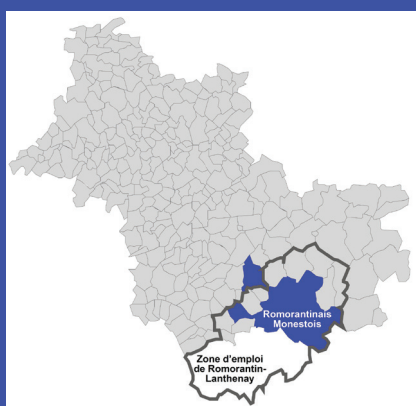 Romorantinais
Monestois
Zone d'emploi
de Romorantin-
Lanthenay